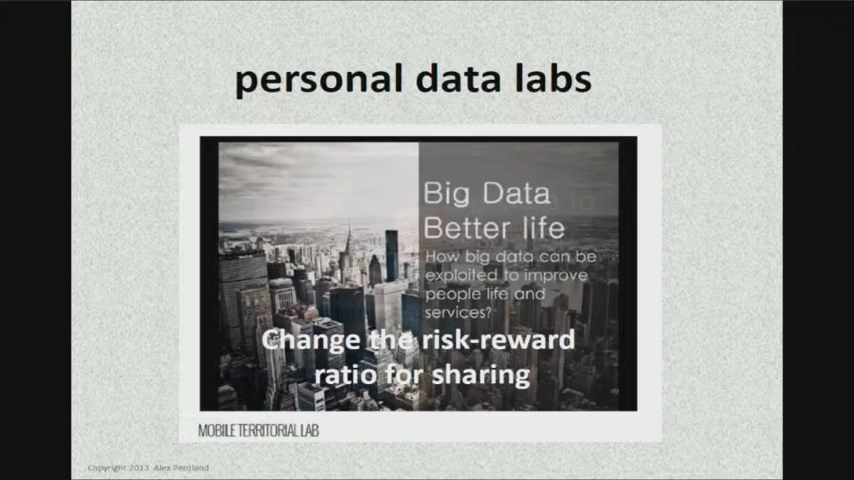 personal data labs
Big Data
Better life
How big data can be
exploited to improve
people life and
services?
Change the risk-reward
ratio for sharing
MOBILE TERRITORIAL LAB
Copyright 2013 Alex Pentland